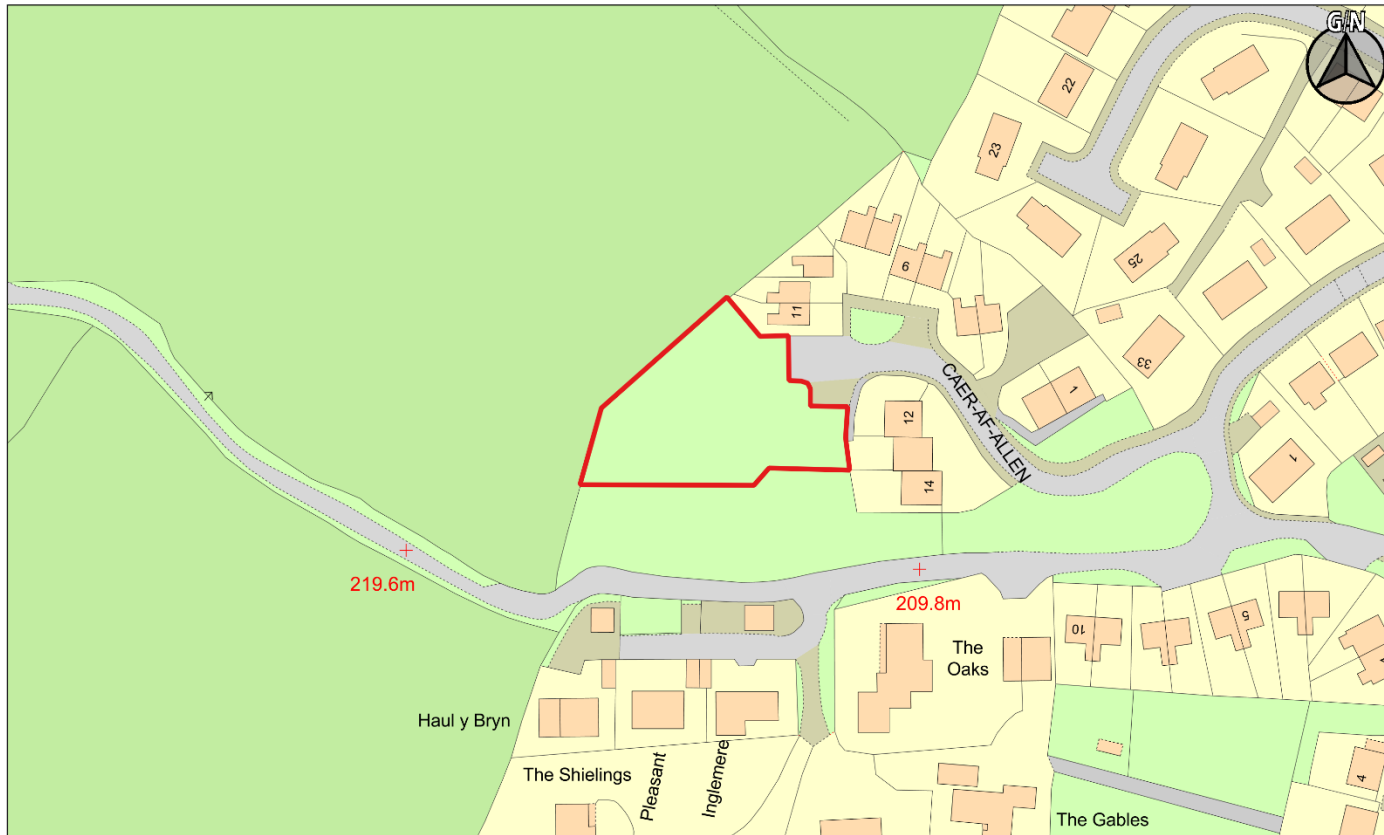 G/N
22
23
25
9
11
33
1
12
CAER-AF-ALLEN
1
14
219.6m
209.8m
10
5
The
Oaks
Haul y Bryn
The Shielings
Pleasant
Inglemere
4
The Gables